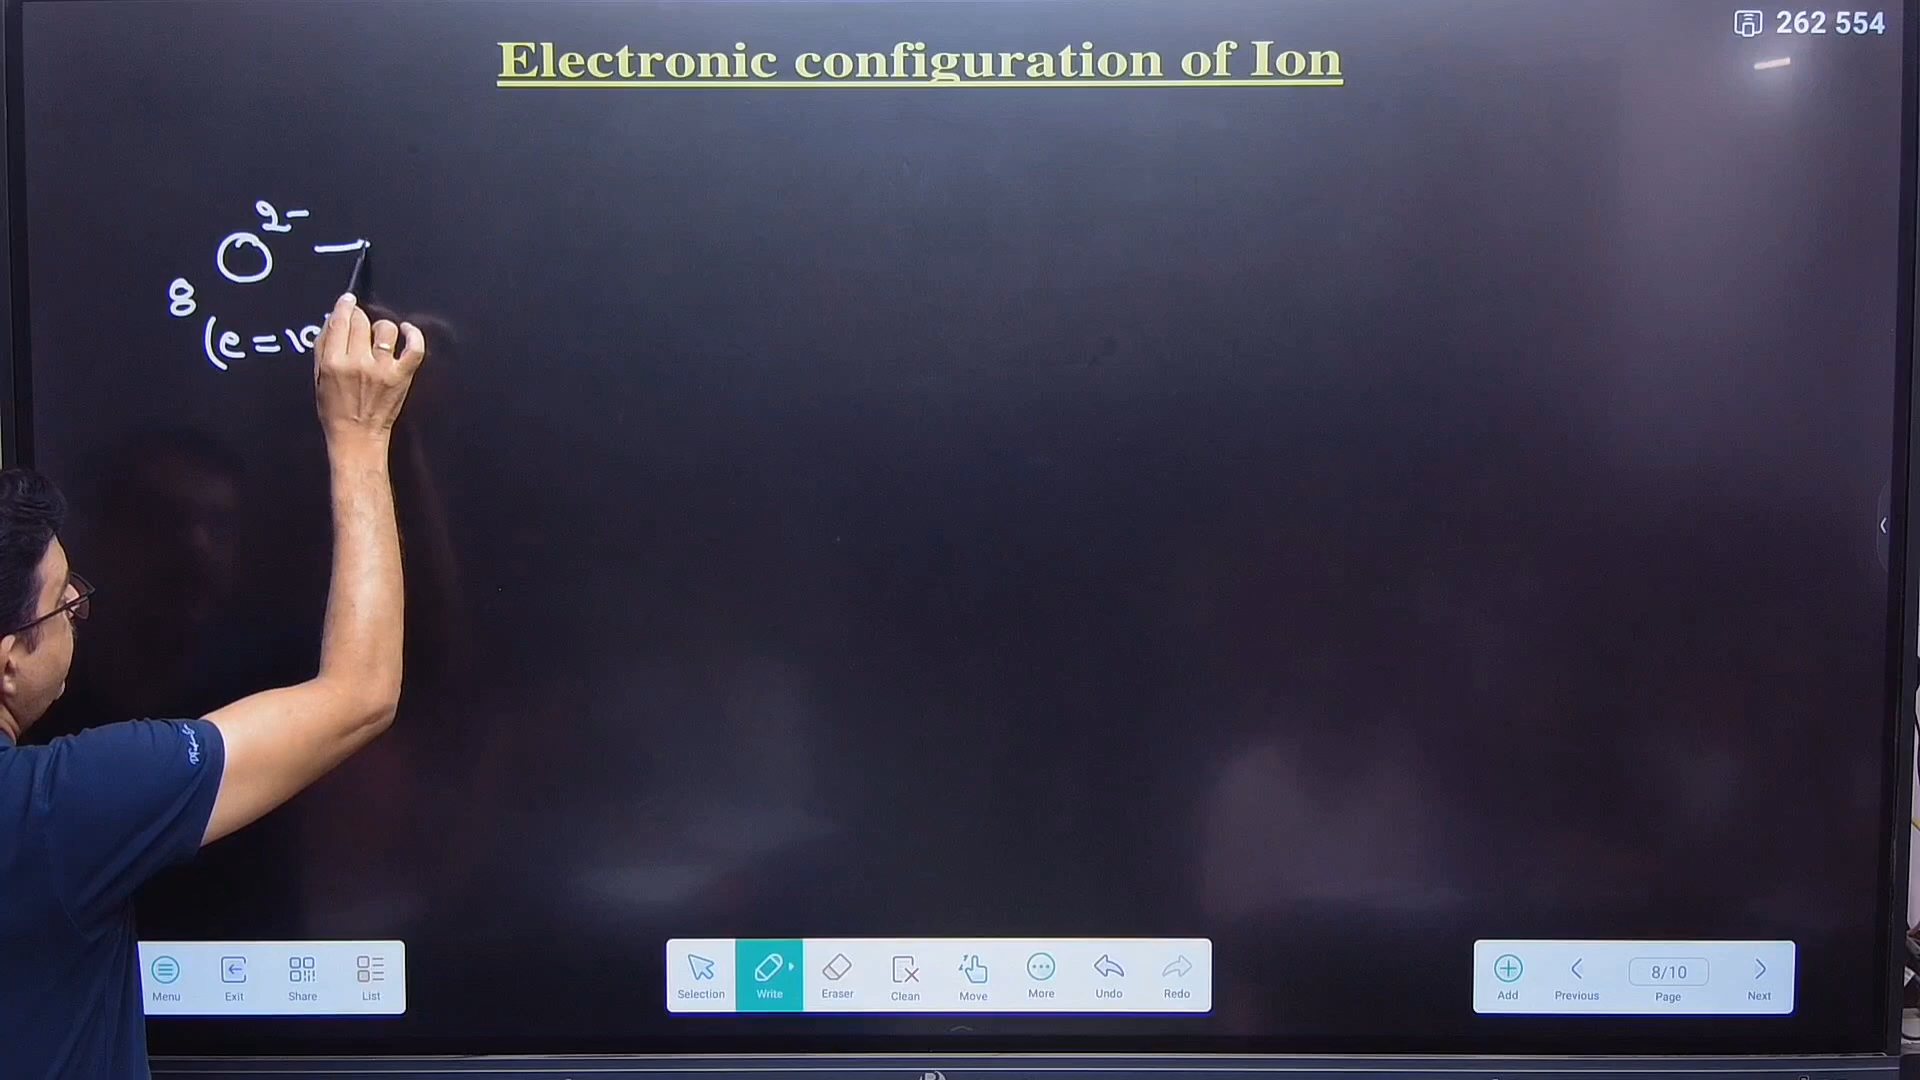 262 554
Electronic configuration of Ion
8O²⁻ —
(e = 10
Menu Exit Share List
Selection Write Eraser Clean Move More Undo Redo
Add Previous 8/10 Page Next